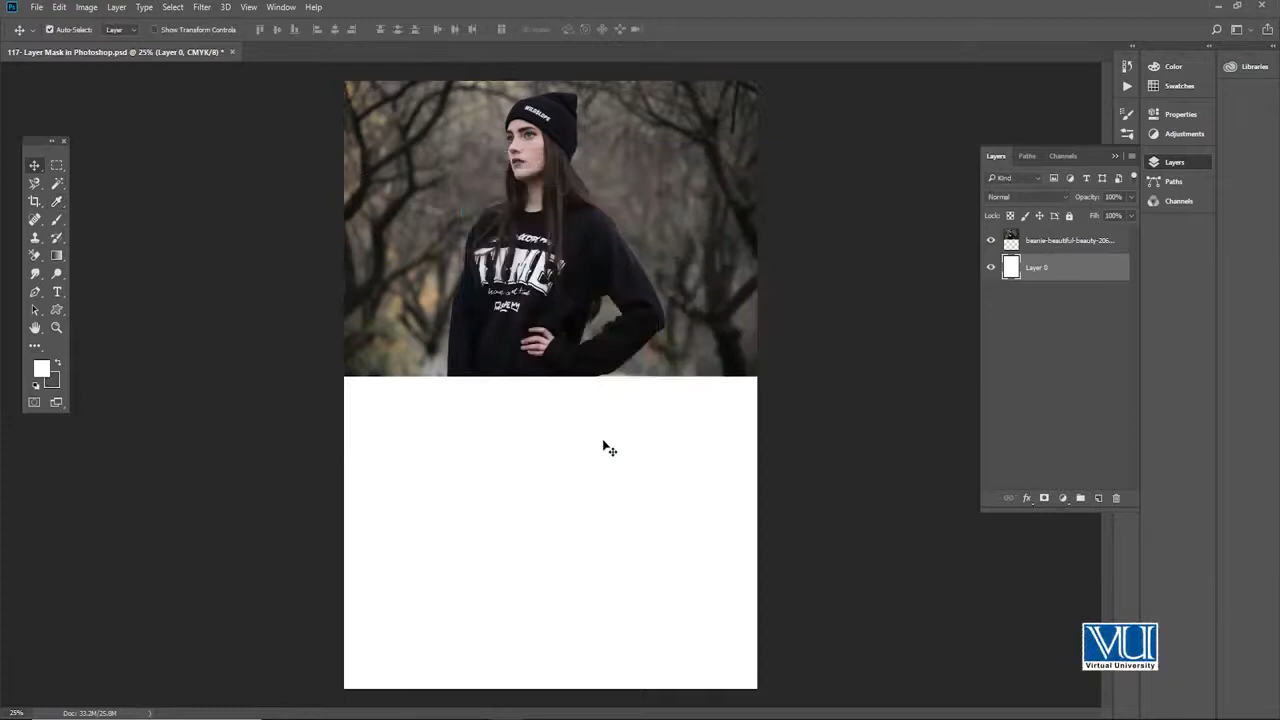 Ps File Edit Image Layer Type Select Filter 3D View Window Help
Auto-Select: Layer Show Transform Controls
117- Layer Mask in Photoshop.psd @ 25% (Layer 0, CMYK/8) *
Color
Swatches
Properties
Adjustments
Layers
Paths
Channels
Libraries
Layers Paths Channels
Kind
Normal Opacity: 100%
Lock: Fill: 100%
beanie-beautiful-beauty-206...
Layer 0
fx
TIME
VU
Virtual University
25% Doc: 33.2M/25.8M